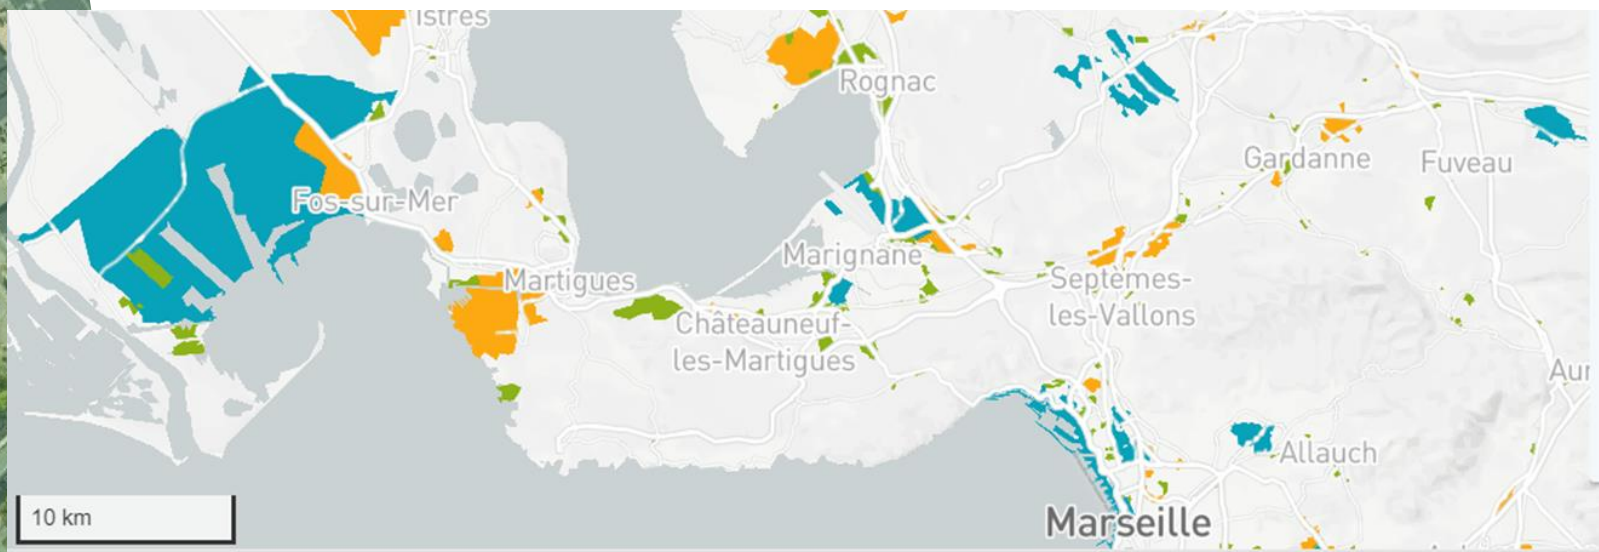 Istres
Rognac
Gardanne
Fuveau
Fos-sur-Mer
Marignane
Martigues
Septèmes-
les-Vallons
Châteauneuf-
les-Martigues
Aur
Allauch
10 km
Marseille